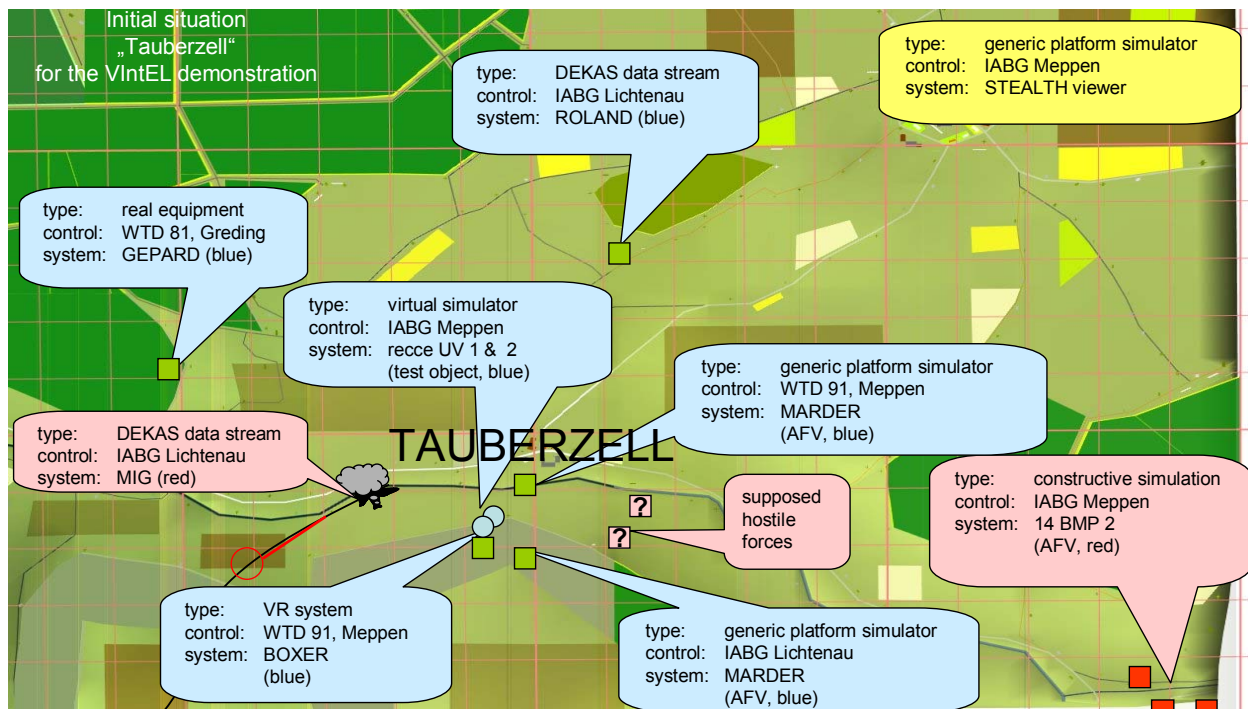 Initial situation
„Tauberzell“
for the VIntEL demonstration
type: DEKAS data stream
control: IABG Lichtenau
system: ROLAND (blue)
type: generic platform simulator
control: IABG Meppen
system: STEALTH viewer
type: real equipment
control: WTD 81, Greding
system: GEPARD (blue)
type: virtual simulator
control: IABG Meppen
system: recce UV 1 & 2
(test object, blue)
type: generic platform simulator
control: WTD 91, Meppen
system: MARDER
(AFV, blue)
type: DEKAS data stream
control: IABG Lichtenau
system: MIG (red)
TAUBERZELL
?
?
supposed
hostile
forces
type: constructive simulation
control: IABG Meppen
system: 14 BMP 2
(AFV, red)
type: VR system
control: WTD 91, Meppen
system: BOXER
(blue)
type: generic platform simulator
control: IABG Lichtenau
system: MARDER
(AFV, blue)